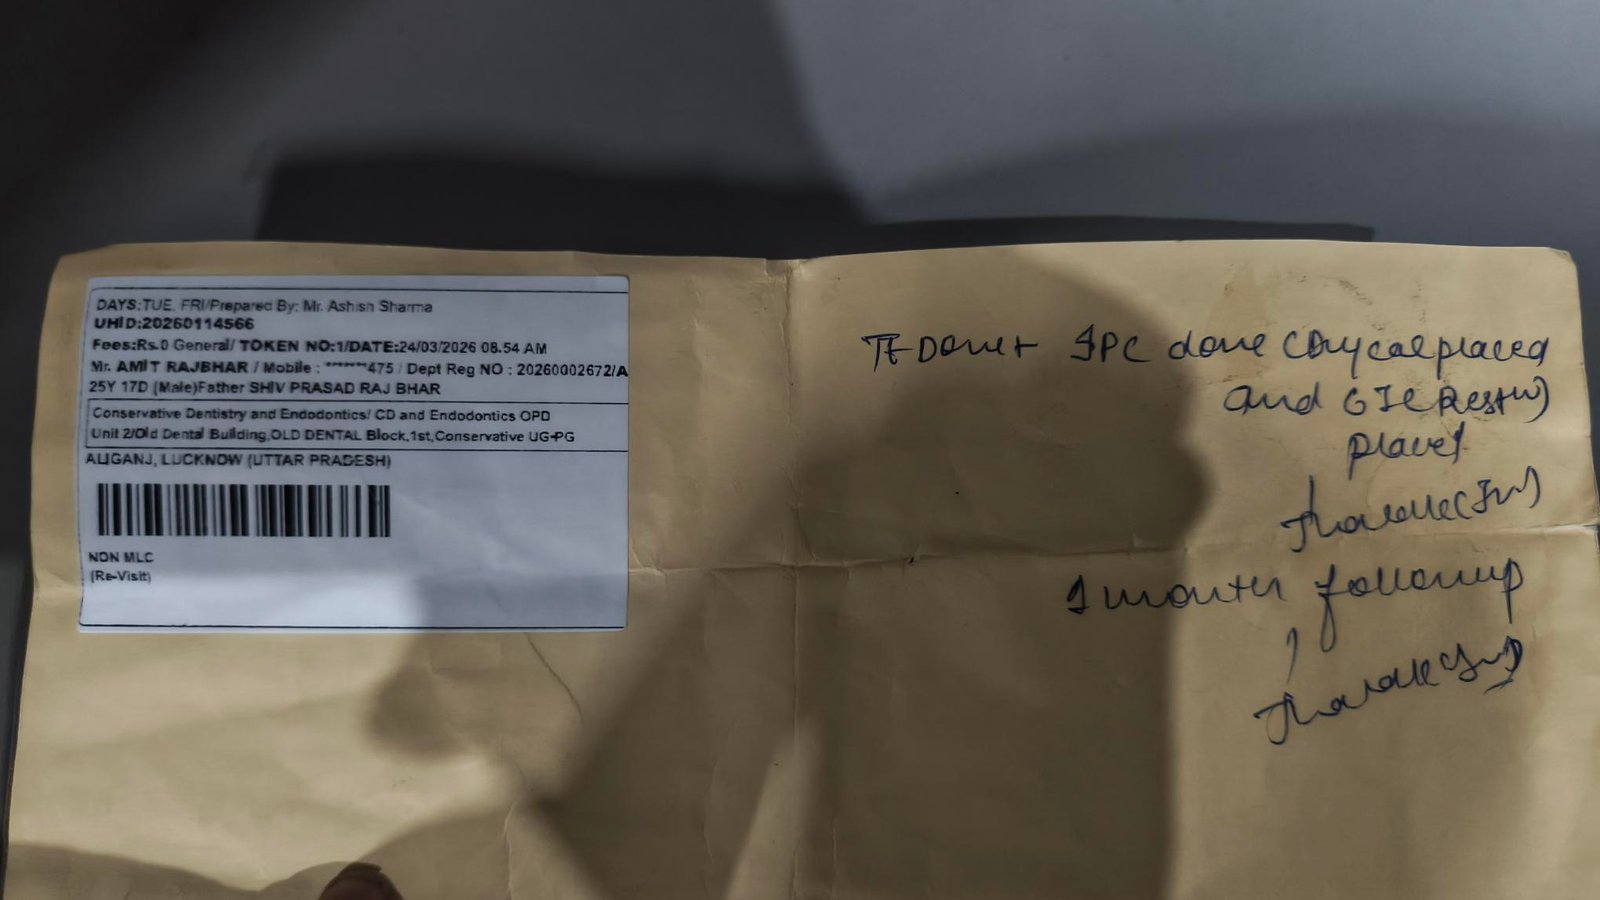 DAYS:TUE, FRI/Prepared By: Mr. Ashish Sharma
UHID:20260114566
Fees:Rs.0 General/ TOKEN NO:1/DATE:24/03/2026 08.54 AM
Mr. AMIT RAJBHAR / Mobile : *******475 / Dept Reg NO : 20260002672/A
25Y 17D (Male)Father SHIV PRASAD RAJ BHAR
Conservative Dentistry and Endodontics/ CD and Endodontics OPD
Unit 2/Old Dental Building,OLD DENTAL Block,1st,Conservative UG-PG
ALIGANJ, LUCKNOW (UTTAR PRADESH)
NON MLC
(Re-Visit)
IPC done placed
and
1 month followup